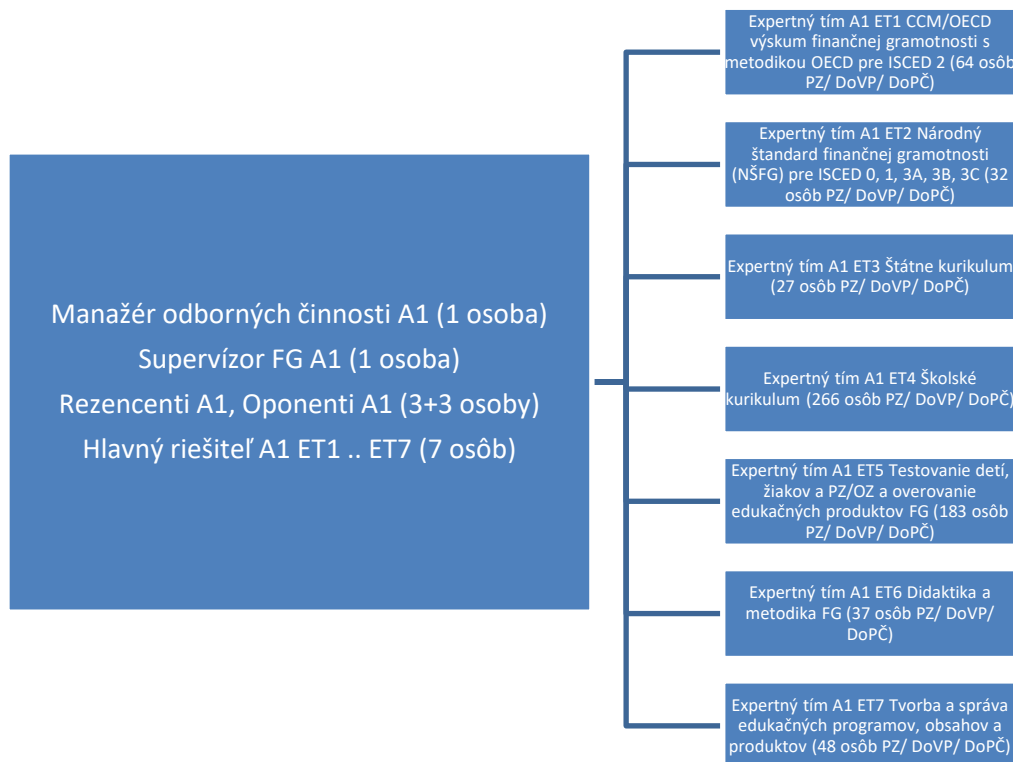 Manažér odborných činnosti A1 (1 osoba)
Supervízor FG A1 (1 osoba)
Rezencenti A1, Oponenti A1 (3+3 osoby)
Hlavný riešiteľ A1 ET1 .. ET7 (7 osôb)
Expertný tím A1 ET1 CCM/OECD
výskum finančnej gramotnosti s
metodikou OECD pre ISCED 2 (64 osôb
PZ/ DoVP/ DoPČ)
Expertný tím A1 ET2 Národný
štandard finančnej gramotnosti
(NŠFG) pre ISCED 0, 1, 3A, 3B, 3C (32
osôb PZ/ DoVP/ DoPČ)
Expertný tím A1 ET3 Štátne kurikulum
(27 osôb PZ/ DoVP/ DoPČ)
Expertný tím A1 ET4 Školské
kurikulum (266 osôb PZ/ DoVP/ DoPČ)
Expertný tím A1 ET5 Testovanie detí,
žiakov a PZ/OZ a overovanie
edukačných produktov FG (183 osôb
PZ/ DoVP/ DoPČ)
Expertný tím A1 ET6 Didaktika a
metodika FG (37 osôb PZ/ DoVP/
DoPČ)
Expertný tím A1 ET7 Tvorba a správa
edukačných programov, obsahov a
produktov (48 osôb PZ/ DoVP/ DoPČ)